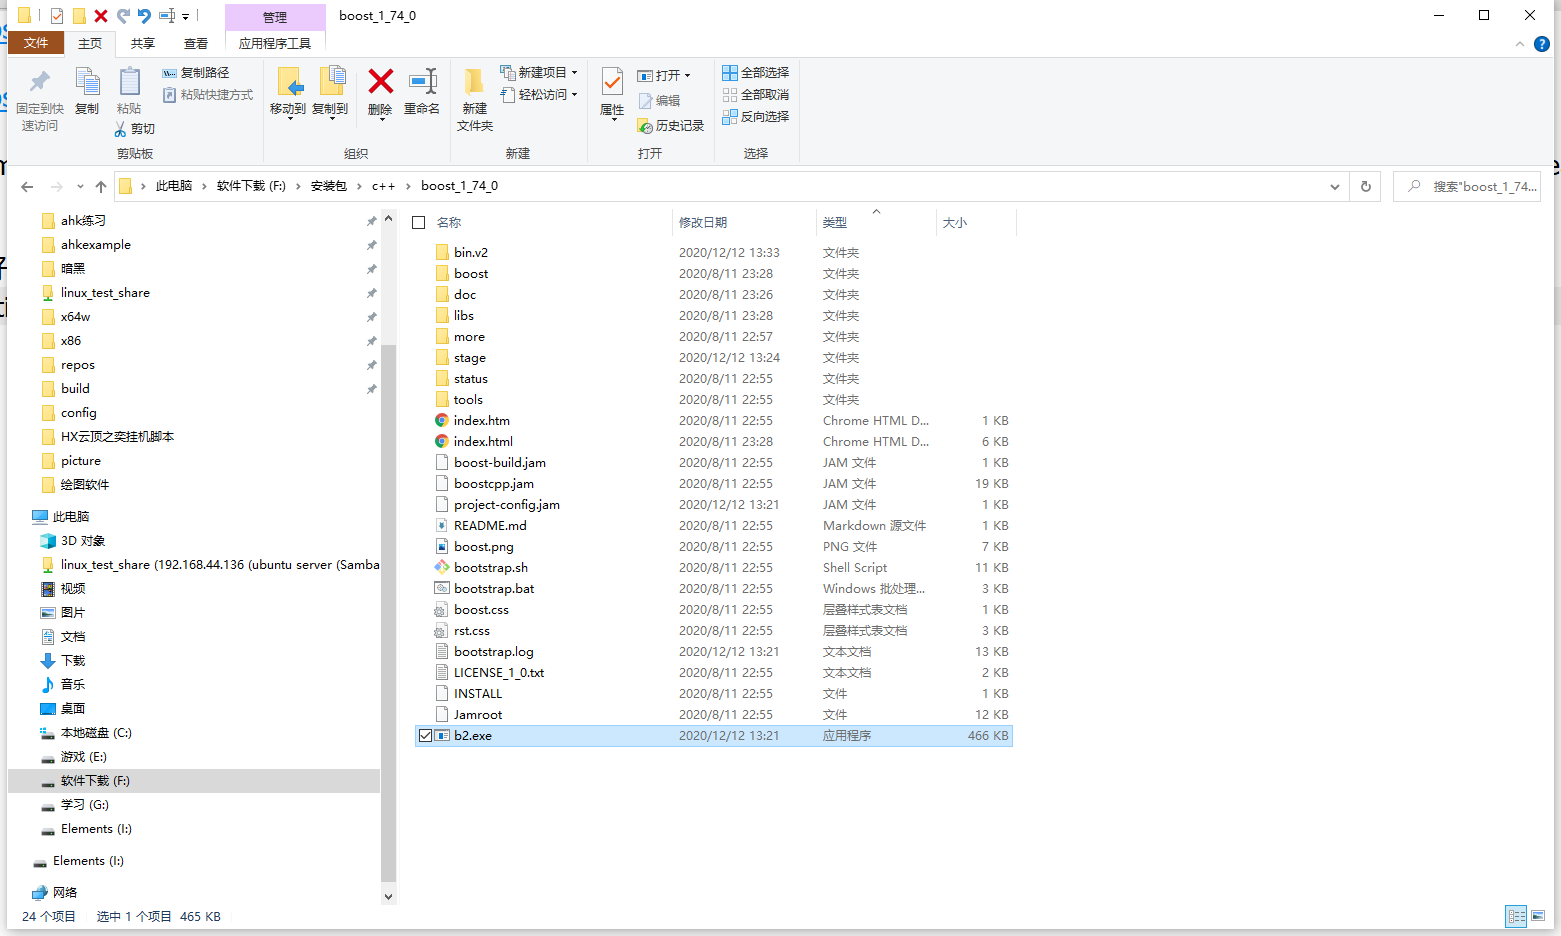 管理
boost_1_74_0
文件
主页
共享
查看
应用程序工具
固定到快
速访问
复制
粘贴
复制路径
粘贴快捷方式
剪切
剪贴板
移动到
复制到
删除
重命名
组织
新建
文件夹
新建项目
轻松访问
新建
属性
打开
编辑
历史记录
打开
全部选择
全部取消
反向选择
选择
此电脑 › 软件下载 (F:) › 安装包 › c++ › boost_1_74_0
搜索"boost_1_74...
ahk练习
ahkexample
暗黑
linux_test_share
x64w
x86
repos
build
config
HX云顶之奕挂机脚本
picture
绘图软件
此电脑
3D 对象
linux_test_share (192.168.44.136 (ubuntu server (Samba
视频
图片
文档
下载
音乐
桌面
本地磁盘 (C:)
游戏 (E:)
软件下载 (F:)
学习 (G:)
Elements (I:)
Elements (I:)
网络
名称 修改日期 类型 大小
bin.v2 2020/12/12 13:33 文件夹
boost 2020/8/11 23:28 文件夹
doc 2020/8/11 23:26 文件夹
libs 2020/8/11 23:28 文件夹
more 2020/8/11 22:57 文件夹
stage 2020/12/12 13:24 文件夹
status 2020/8/11 22:55 文件夹
tools 2020/8/11 22:55 文件夹
index.htm 2020/8/11 22:55 Chrome HTML D... 1 KB
index.html 2020/8/11 23:28 Chrome HTML D... 6 KB
boost-build.jam 2020/8/11 22:55 JAM 文件 1 KB
boostcpp.jam 2020/8/11 22:55 JAM 文件 19 KB
project-config.jam 2020/12/12 13:21 JAM 文件 1 KB
README.md 2020/8/11 22:55 Markdown 源文件 1 KB
boost.png 2020/8/11 22:55 PNG 文件 7 KB
bootstrap.sh 2020/8/11 22:55 Shell Script 11 KB
bootstrap.bat 2020/8/11 22:55 Windows 批处理... 3 KB
boost.css 2020/8/11 22:55 层叠样式表文档 1 KB
rst.css 2020/8/11 22:55 层叠样式表文档 3 KB
bootstrap.log 2020/12/12 13:21 文本文档 13 KB
LICENSE_1_0.txt 2020/8/11 22:55 文本文档 2 KB
INSTALL 2020/8/11 22:55 文件 1 KB
Jamroot 2020/8/11 22:55 文件 12 KB
b2.exe 2020/12/12 13:21 应用程序 466 KB
24 个项目 选中 1 个项目 465 KB